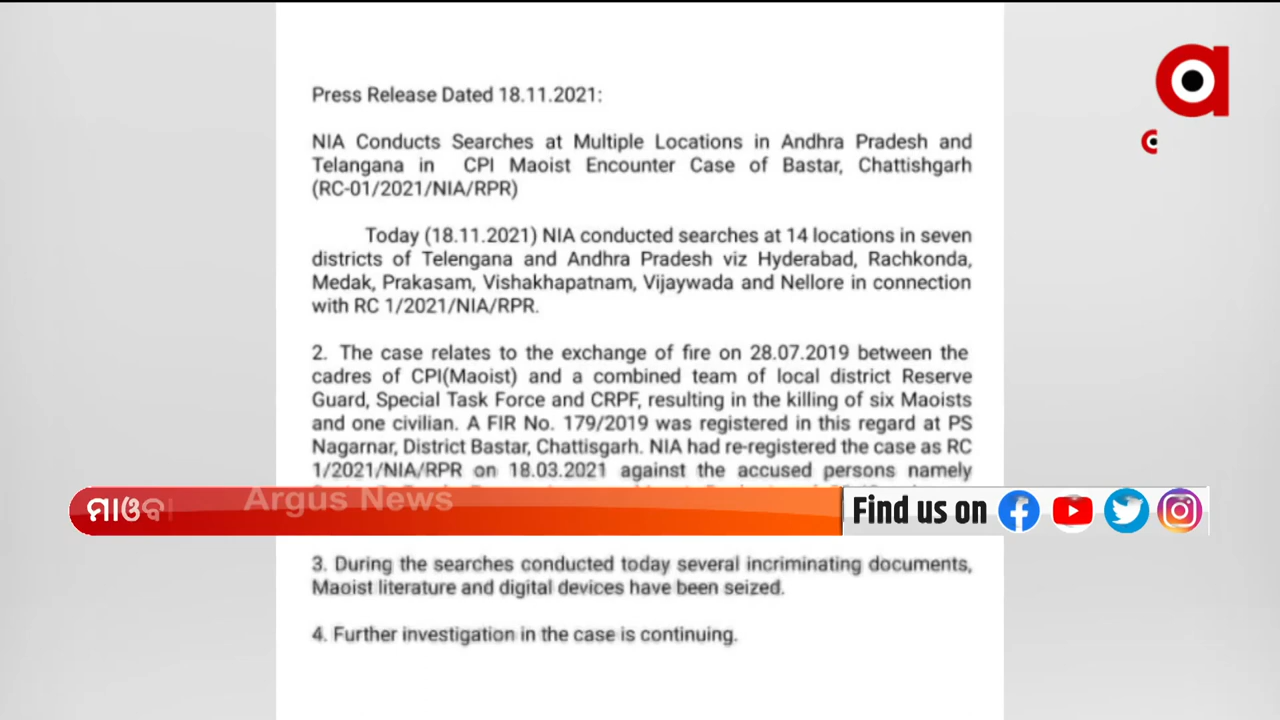 Press Release Dated 18.11.2021:
NIA Conducts Searches at Multiple Locations in Andhra Pradesh and
Telangana in CPI Maoist Encounter Case of Bastar, Chattishgarh
(RC-01/2021/NIA/RPR)
Today (18.11.2021) NIA conducted searches at 14 locations in seven
districts of Telengana and Andhra Pradesh viz Hyderabad, Rachkonda,
Medak, Prakasam, Vishakhapatnam, Vijaywada and Nellore in connection
with RC 1/2021/NIA/RPR.
2. The case relates to the exchange of fire on 28.07.2019 between the
cadres of CPI(Maoist) and a combined team of local district Reserve
Guard, Special Task Force and CRPF, resulting in the killing of six Maoists
and one civilian. A FIR No. 179/2019 was registered in this regard at PS
Nagarnar, District Bastar, Chattisgarh. NIA had re-registered the case as RC
1/2021/NIA/RPR on 18.03.2021 against the accused persons namely
Argus News
ମାଓବ
Find us on
3. During the searches conducted today several incriminating documents,
Maoist literature and digital devices have been seized.
4. Further investigation in the case is continuing.